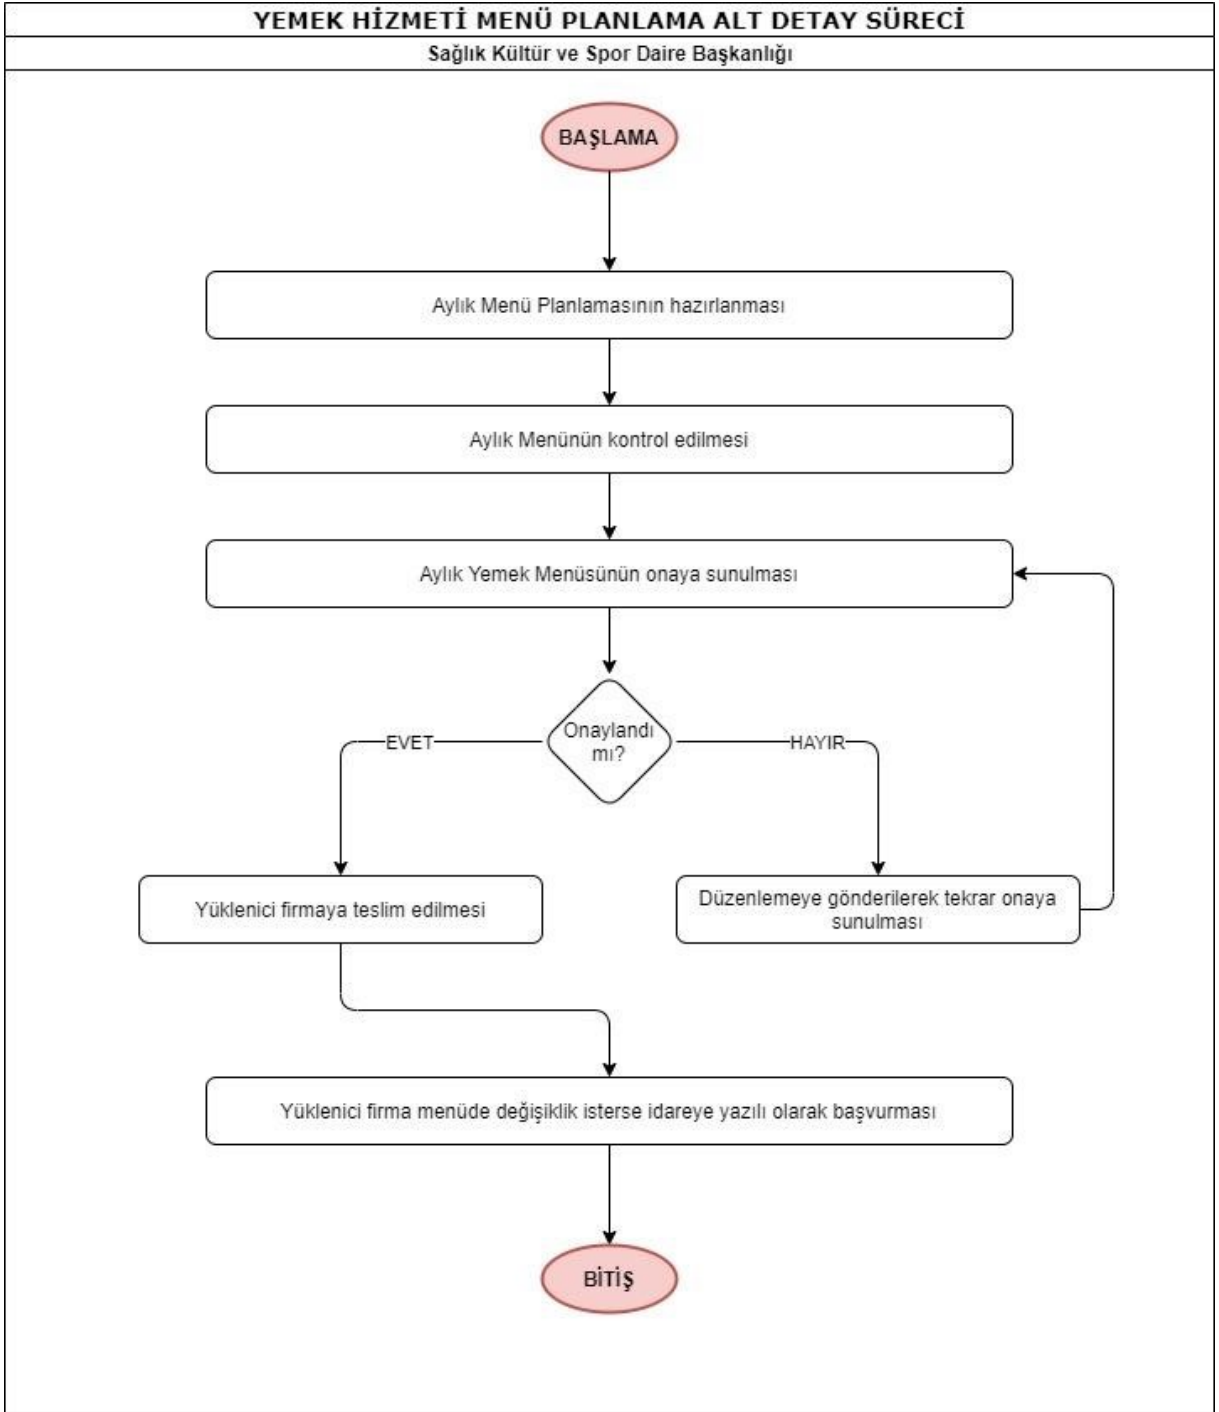 YEMEK HİZMETİ MENÜ PLANLAMA ALT DETAY SÜRECİ
Sağlık Kültür ve Spor Daire Başkanlığı
BAŞLAMA
Aylık Menü Planlamasının hazırlanması
Aylık Menünün kontrol edilmesi
Aylık Yemek Menüsünün onaya sunulması
Onaylandı
mı?
EVET
HAYIR
Yüklenici firmaya teslim edilmesi
Düzenlemeye gönderilerek tekrar onaya
sunulması
Yüklenici firma menüde değişiklik isterse idareye yazılı olarak başvurması
BİTİŞ